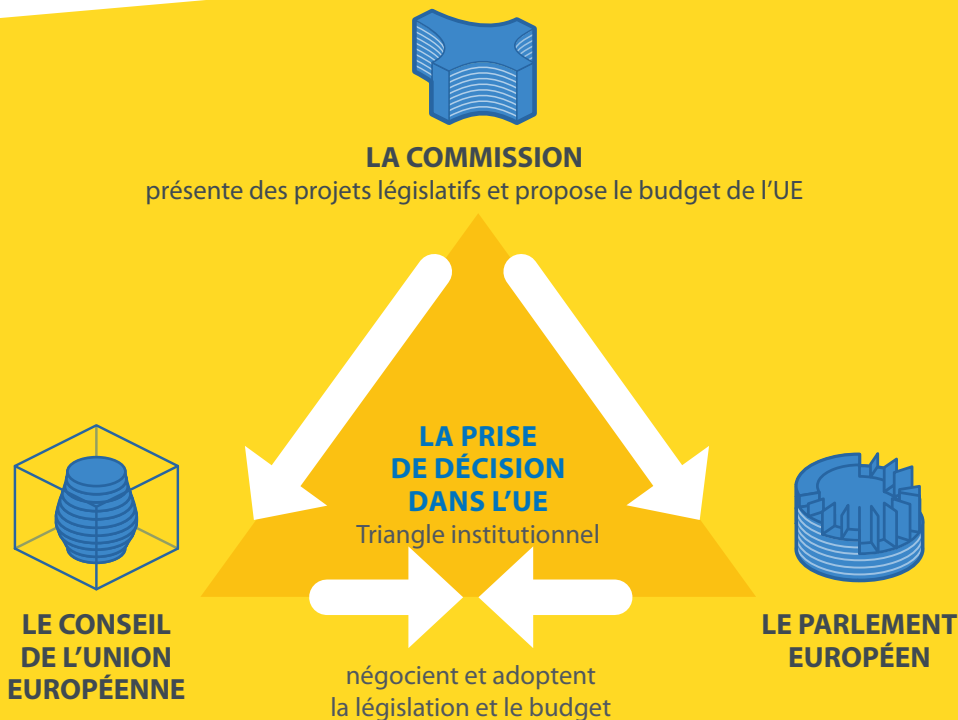 LA COMMISSION
présente des projets législatifs et propose le budget de l’UE
LA PRISE
DE DÉCISION
DANS L’UE
Triangle institutionnel
LE CONSEIL
DE L’UNION
EUROPÉENNE
LE PARLEMENT
EUROPÉEN
négocient et adoptent
la législation et le budget